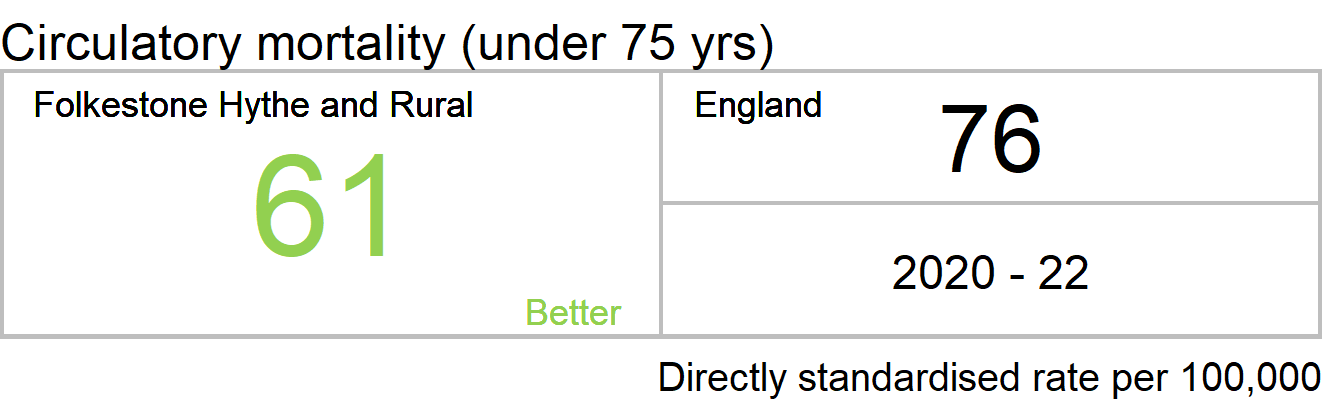 Circulatory mortality (under 75 yrs)
Folkestone Hythe and Rural
61
Better
England
76
2020 - 22
Directly standardised rate per 100,000